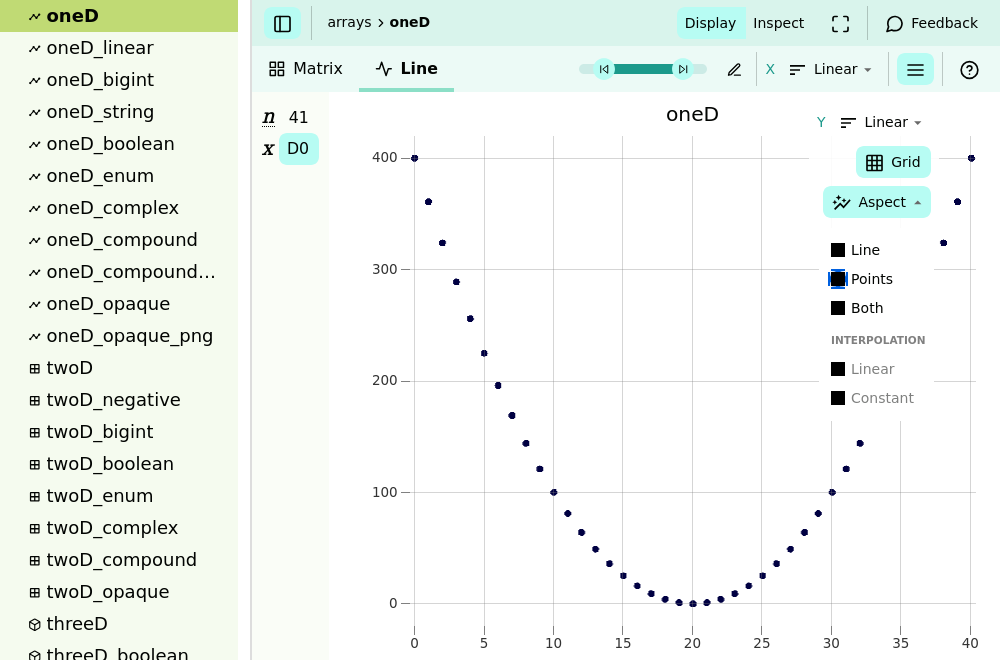 oneD
oneD_linear
oneD_bigint
oneD_string
oneD_boolean
oneD_enum
oneD_complex
oneD_compound
oneD_compound...
oneD_opaque
oneD_opaque_png
twoD
twoD_negative
twoD_bigint
twoD_boolean
twoD_enum
twoD_complex
twoD_compound
twoD_opaque
threeD
threeD_boolean
arrays > oneD
Display Inspect Feedback
Matrix Line X Linear
n 41
x D0
oneD
Y Linear
Grid
Aspect
Line
Points
Both
INTERPOLATION
Linear
Constant
400
300
200
100
0
0 5 10 15 20 25 30 35 40